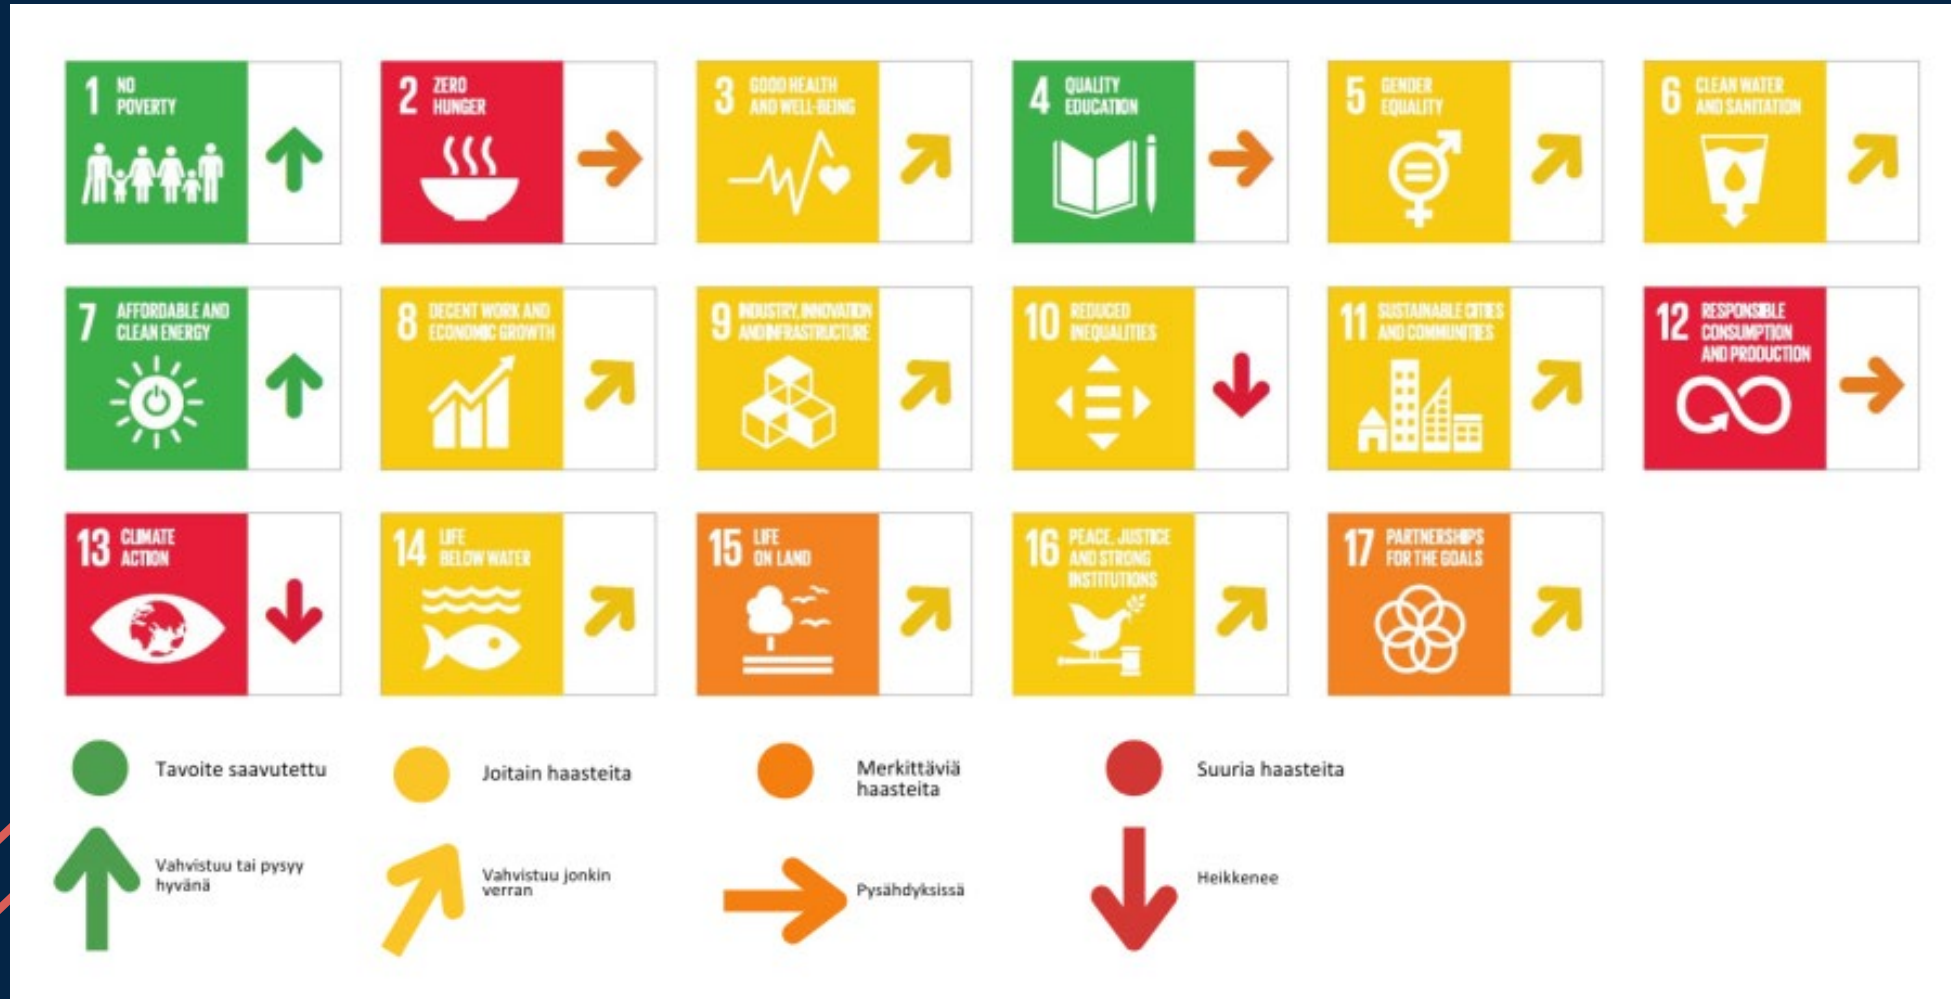 1 NO
POVERTY
2 ZERO
HUNGER
3 GOOD HEALTH
AND WELL-BEING
4 QUALITY
EDUCATION
5 GENDER
EQUALITY
6 CLEAN WATER
AND SANITATION
7 AFFORDABLE AND
CLEAN ENERGY
8 DECENT WORK AND
ECONOMIC GROWTH
9 INDUSTRY, INNOVATION
AND INFRASTRUCTURE
10 REDUCED
INEQUALITIES
11 SUSTAINABLE CITIES
AND COMMUNITIES
12 RESPONSIBLE
CONSUMPTION
AND PRODUCTION
13 CLIMATE
ACTION
14 LIFE
BELOW WATER
15 LIFE
ON LAND
16 PEACE, JUSTICE
AND STRONG
INSTITUTIONS
17 PARTNERSHIPS
FOR THE GOALS
Tavoite saavutettu
Joitain haasteita
Merkittäviä
haasteita
Suuria haasteita
Vahvistuu tai pysyy
hyvänä
Vahvistuu jonkin
verran
Pysähdyksissä
Heikkenee